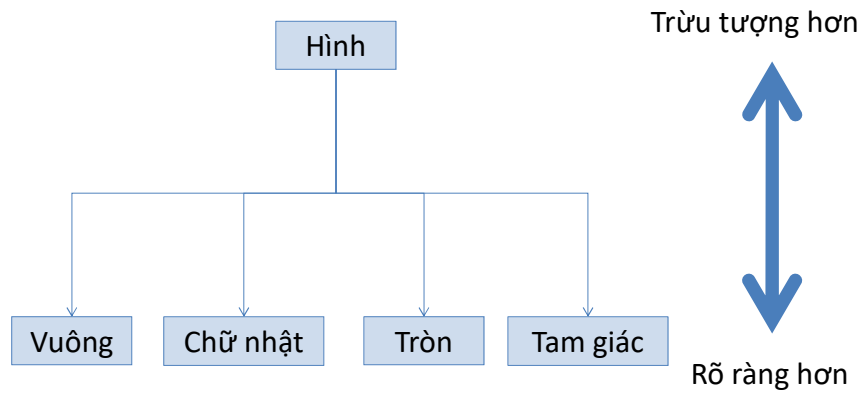 Trừu tượng hơn
Hình
Vuông
Chữ nhật
Tròn
Tam giác
Rõ ràng hơn